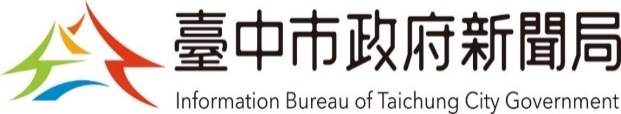 臺中市政府新聞局
Information Bureau of Taichung City Government